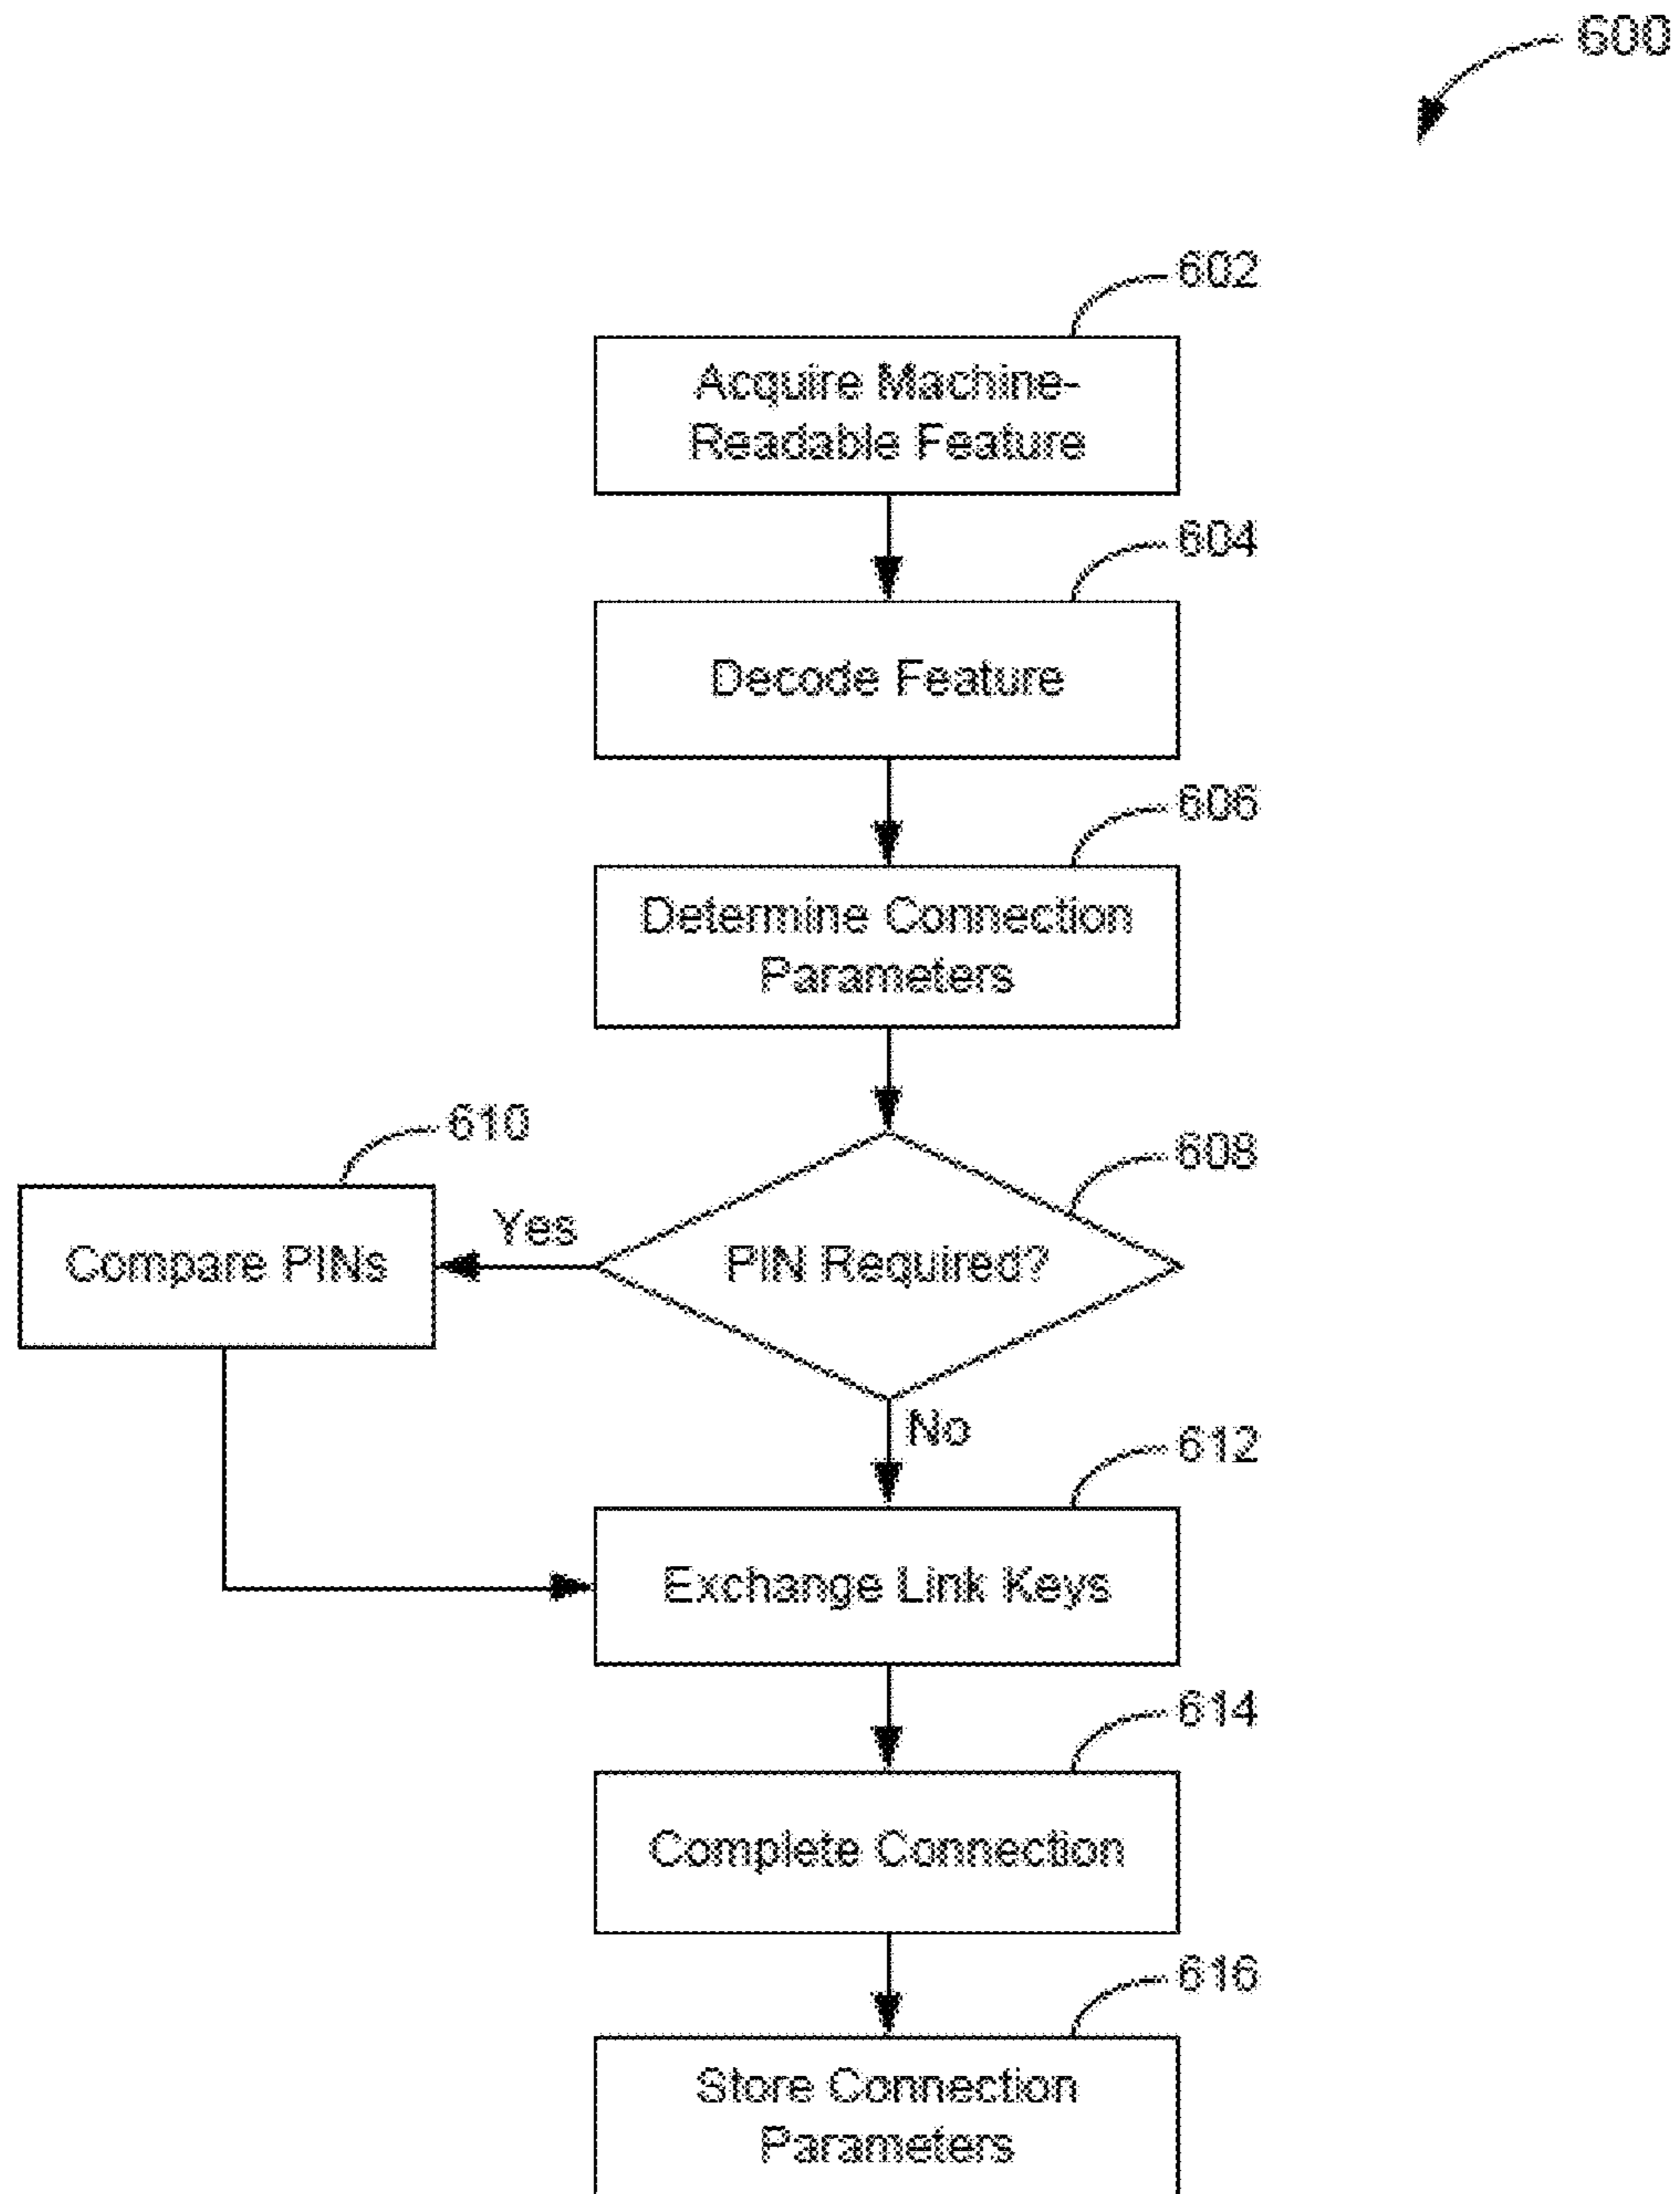 600
602
Acquire Machine-
Readable Feature
604
Decode Feature
606
Determine Connection
Parameters
610
608
Compare PINs
Yes
PIN Required?
No
612
Exchange Link Keys
614
Complete Connection
616
Store Connection
Parameters